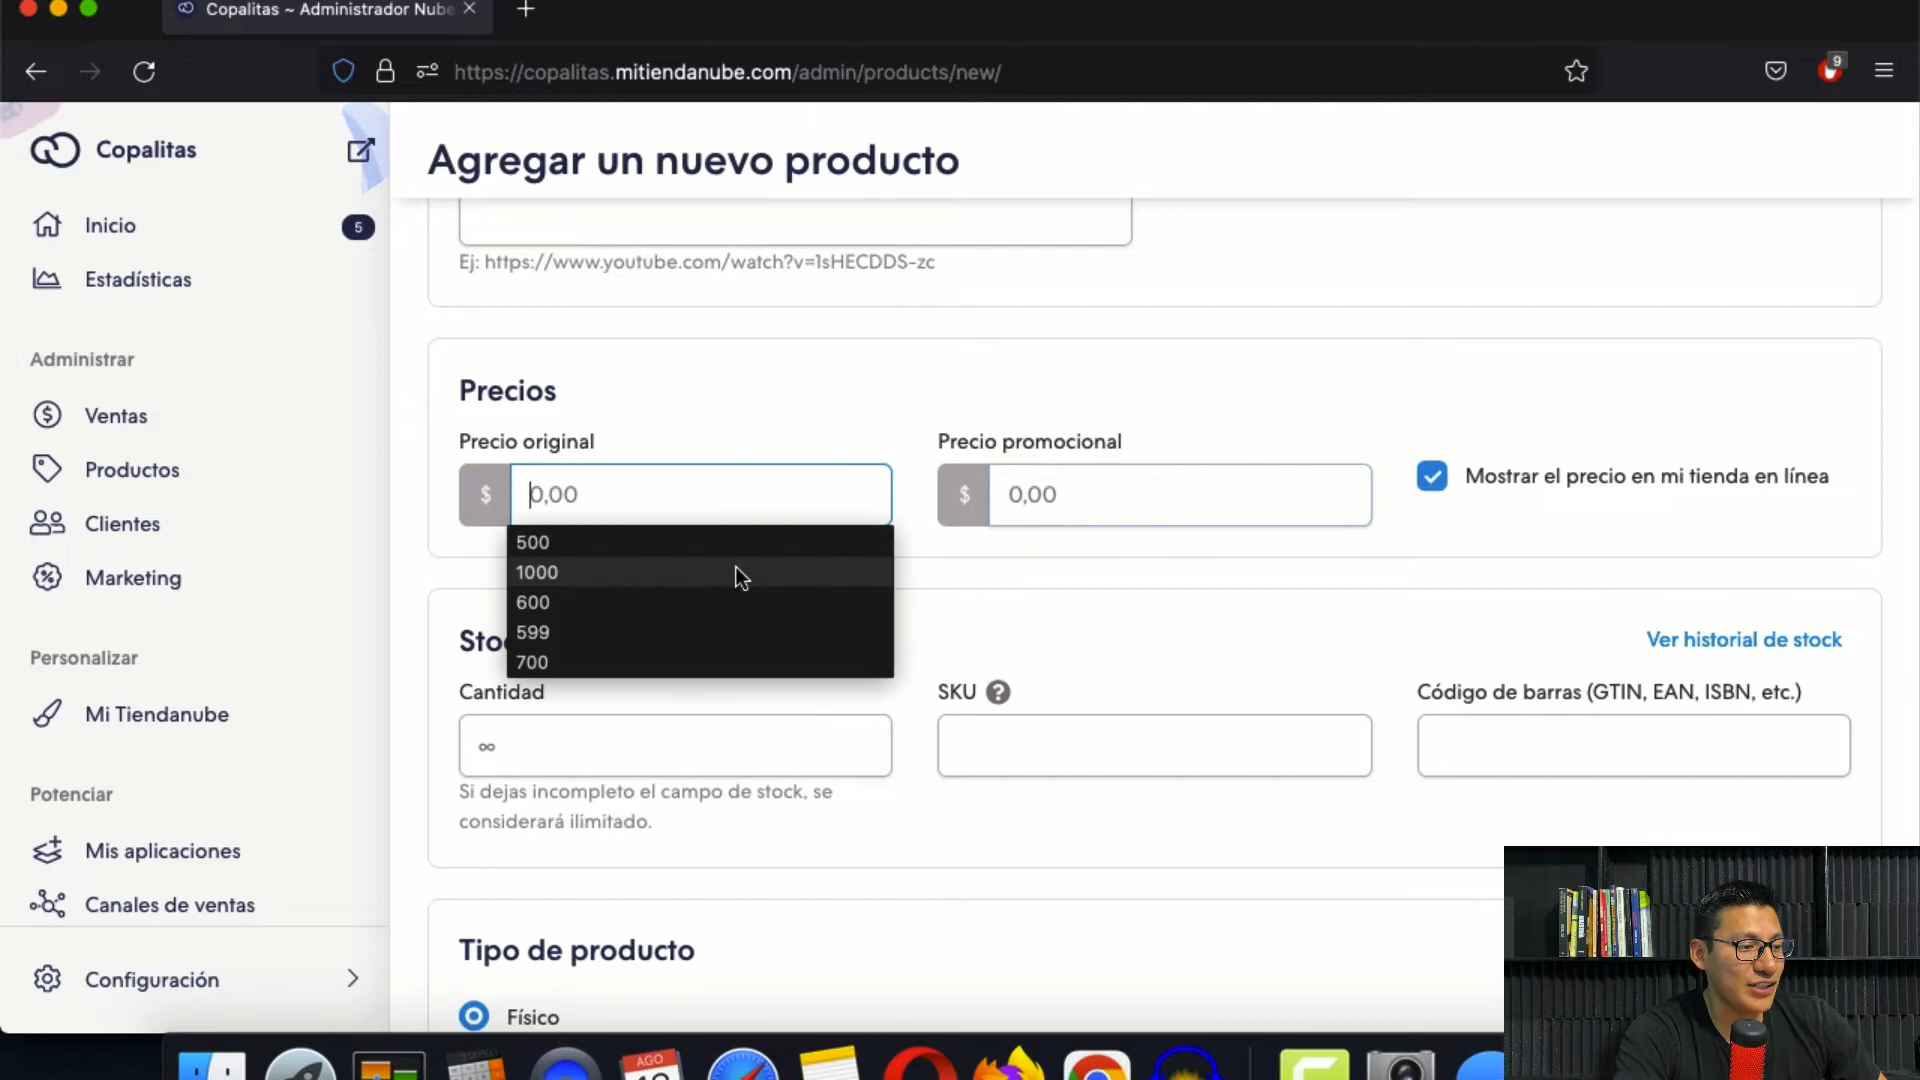 Copalitas ~ Administrador Nube
https://copalitas.mitiendanube.com/admin/products/new/
9
Copalitas
Inicio
5
Estadísticas
Administrar
Ventas
Productos
Clientes
Marketing
Personalizar
Mi Tiendanube
Potenciar
Mis aplicaciones
Canales de ventas
Configuración
Agregar un nuevo producto
Ej: https://www.youtube.com/watch?v=1sHECDDS-zc
Precios
Precio original
Precio promocional
$ 0,00
$ 0,00
Mostrar el precio en mi tienda en línea
500
1000
600
599
700
Sto
Ver historial de stock
Cantidad
SKU ?
Código de barras (GTIN, EAN, ISBN, etc.)
∞
Si dejas incompleto el campo de stock, se
considerará ilimitado.
Tipo de producto
Físico
AGO